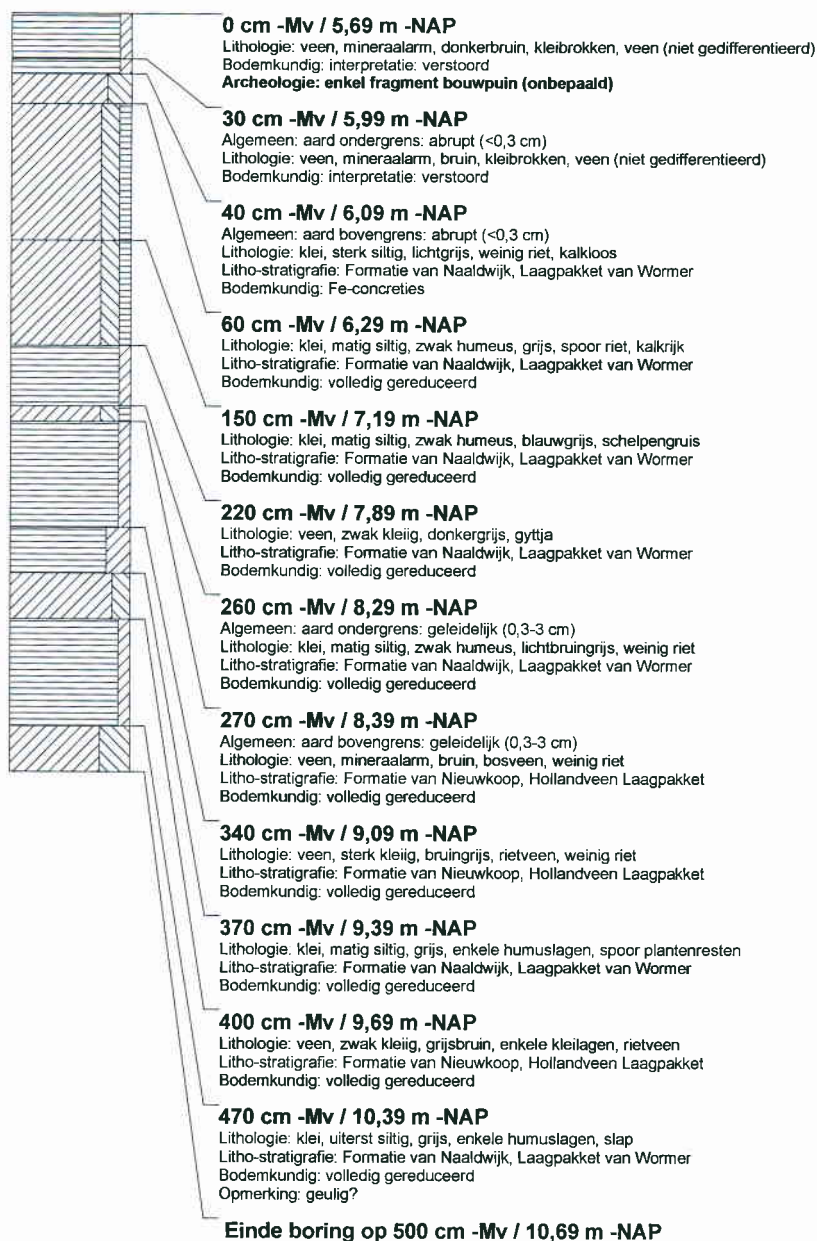 0 cm -Mv / 5,69 m -NAP
Lithologie: veen, mineraalarm, donkerbruin, kleibrokken, veen (niet gedifferentieerd)
Bodemkundig: interpretatie: verstoord
Archeologie: enkel fragment bouwpuin (onbepaald)
30 cm -Mv / 5,99 m -NAP
Algemeen: aard ondergrens: abrupt (<0,3 cm)
Lithologie: veen, mineraalarm, bruin, kleibrokken, veen (niet gedifferentieerd)
Bodemkundig: interpretatie: verstoord
40 cm -Mv / 6,09 m -NAP
Algemeen: aard bovengrens: abrupt (<0,3 cm)
Lithologie: klei, sterk siltig, lichtgrijs, weinig riet, kalkloos
Litho-stratigrafie: Formatie van Naaldwijk, Laagpakket van Wormer
Bodemkundig: Fe-concreties
60 cm -Mv / 6,29 m -NAP
Lithologie: klei, matig siltig, zwak humeus, grijs, spoor riet, kalkrijk
Litho-stratigrafie: Formatie van Naaldwijk, Laagpakket van Wormer
Bodemkundig: volledig gereduceerd
150 cm -Mv / 7,19 m -NAP
Lithologie: klei, matig siltig, zwak humeus, blauwgrijs, schelpengruis
Litho-stratigrafie: Formatie van Naaldwijk, Laagpakket van Wormer
Bodemkundig: volledig gereduceerd
220 cm -Mv / 7,89 m -NAP
Lithologie: veen, zwak kleiig, donkergrijs, gyttja
Litho-stratigrafie: Formatie van Naaldwijk, Laagpakket van Wormer
Bodemkundig: volledig gereduceerd
260 cm -Mv / 8,29 m -NAP
Algemeen: aard ondergrens: geleidelijk (0,3-3 cm)
Lithologie: klei, matig siltig, zwak humeus, lichtbruingrijs, weinig riet
Litho-stratigrafie: Formatie van Naaldwijk, Laagpakket van Wormer
Bodemkundig: volledig gereduceerd
270 cm -Mv / 8,39 m -NAP
Algemeen: aard bovengrens: geleidelijk (0,3-3 cm)
Lithologie: veen, mineraalarm, bruin, bosveen, weinig riet
Litho-stratigrafie: Formatie van Nieuwkoop, Hollandveen Laagpakket
Bodemkundig: volledig gereduceerd
340 cm -Mv / 9,09 m -NAP
Lithologie: veen, sterk kleiig, bruingrijs, rietveen, weinig riet
Litho-stratigrafie: Formatie van Nieuwkoop, Hollandveen Laagpakket
Bodemkundig: volledig gereduceerd
370 cm -Mv / 9,39 m -NAP
Lithologie: klei, matig siltig, grijs, enkele humuslagen, spoor plantenresten
Litho-stratigrafie: Formatie van Naaldwijk, Laagpakket van Wormer
Bodemkundig: volledig gereduceerd
400 cm -Mv / 9,69 m -NAP
Lithologie: veen, zwak kleiig, grijsbruin, enkele kleilagen, rietveen
Litho-stratigrafie: Formatie van Nieuwkoop, Hollandveen Laagpakket
Bodemkundig: volledig gereduceerd
470 cm -Mv / 10,39 m -NAP
Lithologie: klei, uiterst siltig, grijs, enkele humuslagen, slap
Litho-stratigrafie: Formatie van Naaldwijk, Laagpakket van Wormer
Bodemkundig: volledig gereduceerd
Opmerking: geulig?
Einde boring op 500 cm -Mv / 10,69 m -NAP